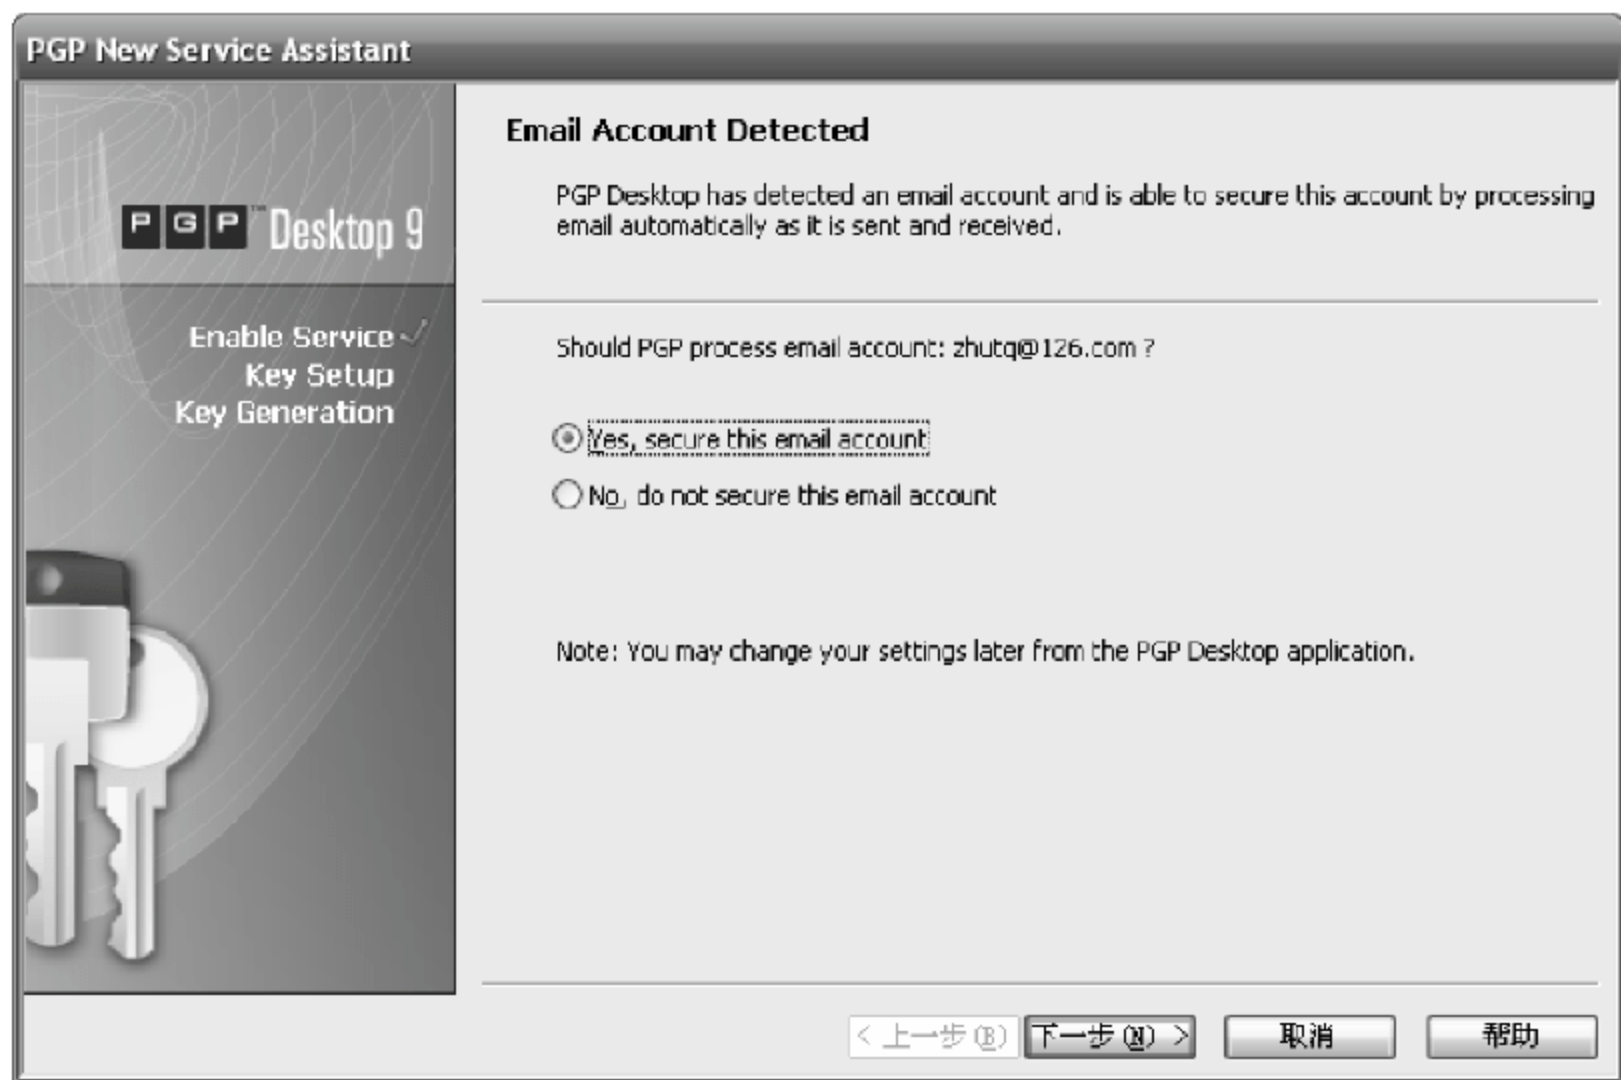 PGP New Service Assistant
PGP™ Desktop 9
Enable Service
Key Setup
Key Generation
Email Account Detected
PGP Desktop has detected an email account and is able to secure this account by processing
email automatically as it is sent and received.
Should PGP process email account: zhutq@126.com ?
Yes, secure this email account
No, do not secure this email account
Note: You may change your settings later from the PGP Desktop application.
< 上一步(B)
下一步(N) >
取消
帮助